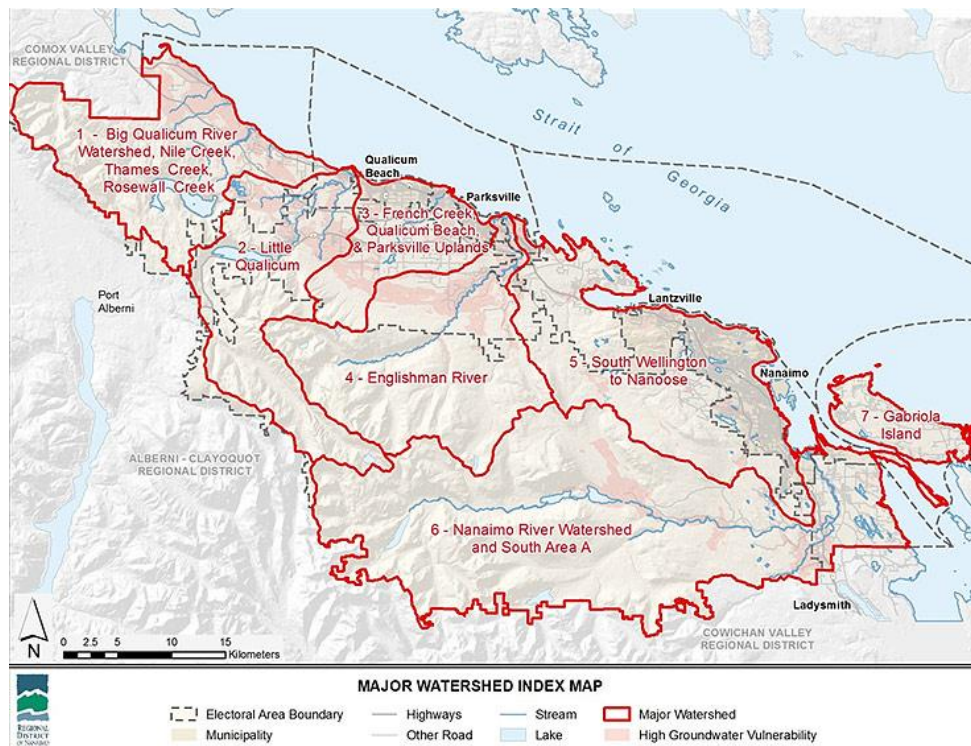 COMOX VALLEY
REGIONAL DISTRICT
Strait of
Georgia
1 - Big Qualicum River
Watershed, Nile Creek,
Thames Creek,
Rosewall Creek
Qualicum
Beach
Parksville
3 - French Creek,
Qualicum Beach,
& Parksville Uplands
2 - Little
Qualicum
Port
Alberni
Lantzville
4 - Englishman River
5 - South Wellington
to Nanoose
Nanaimo
7 - Gabriola
Island
ALBERNI - CLAYOQUOT
REGIONAL DISTRICT
6 - Nanaimo River Watershed
and South Area A
Ladysmith
COWICHAN VALLEY
REGIONAL DISTRICT
N
0 2.5 5 10 15
Kilometers
MAJOR WATERSHED INDEX MAP
Electoral Area Boundary
Highways
Stream
Major Watershed
Municipality
Other Road
Lake
High Groundwater Vulnerability
REGIONAL
DISTRICT
OF NANAIMO